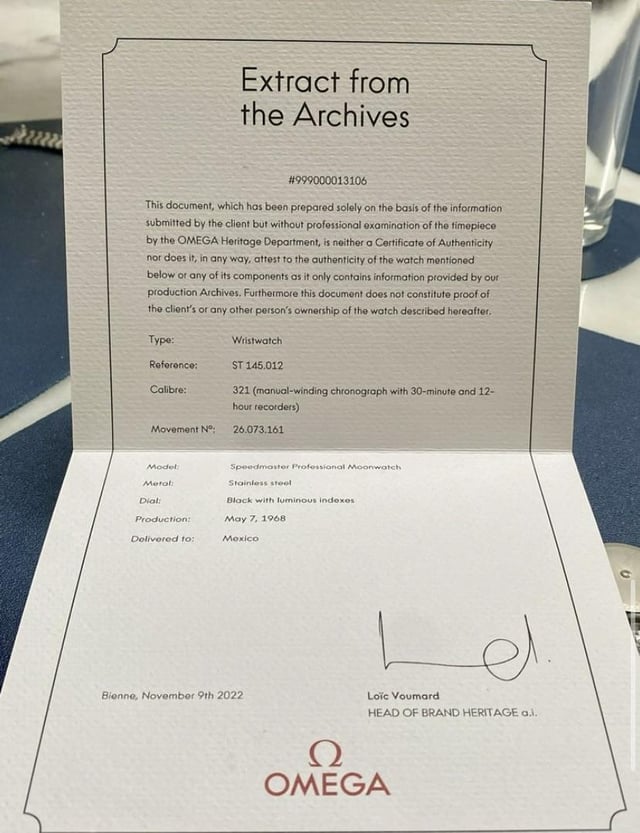 Extract from
the Archives
#999000013106
This document, which has been prepared solely on the basis of the information
submitted by the client but without professional examination of the timepiece
by the OMEGA Heritage Department, is neither a Certificate of Authenticity
nor does it, in any way, attest to the authenticity of the watch mentioned
below or any of its components as it only contains information provided by our
production Archives. Furthermore this document does not constitute proof of
the client's or any other person's ownership of the watch described hereafter.
Type: Wristwatch
Reference: ST 145.012
Calibre: 321 (manual-winding chronograph with 30-minute and 12-
hour recorders)
Movement Nº: 26.073.161
Model: Speedmaster Professional Moonwatch
Metal: Stainless steel
Dial: Black with luminous indexes
Production: May 7, 1968
Delivered to: Mexico
Bienne, November 9th 2022
Loïc Voumard
HEAD OF BRAND HERITAGE a.i.
Ω
OMEGA